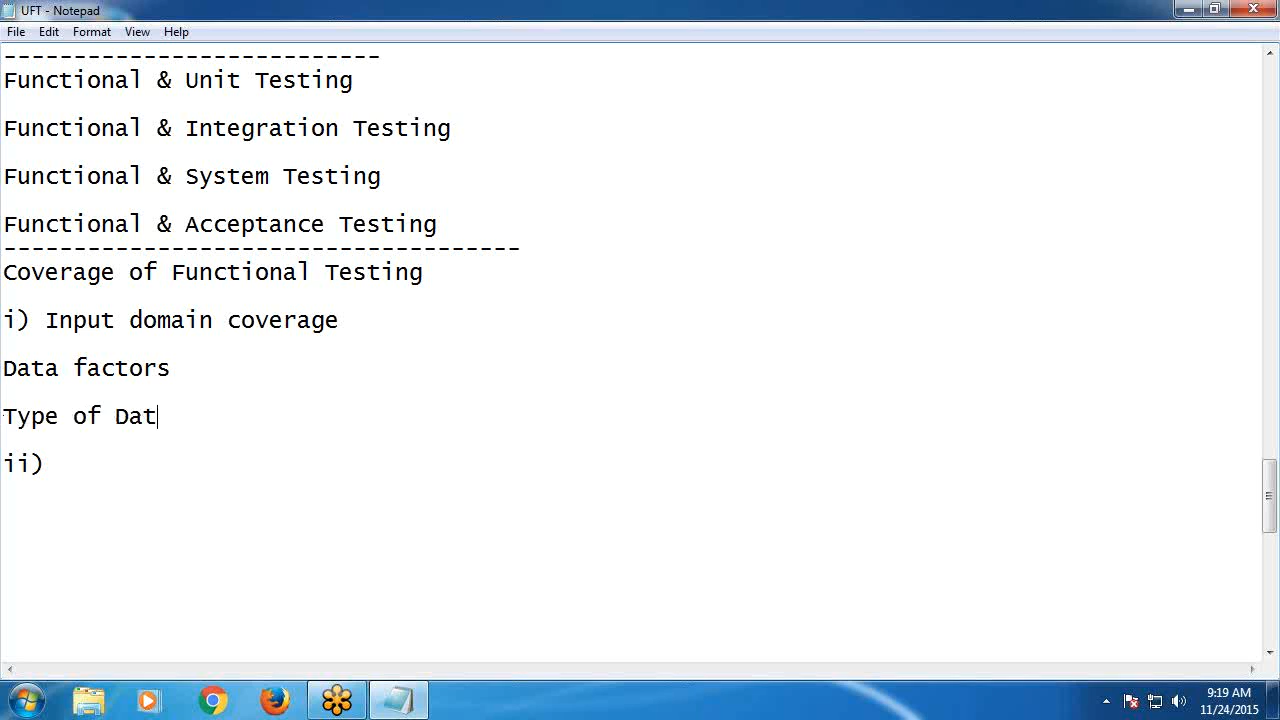 UFT - Notepad
File Edit Format View Help
---------------------------
Functional & Unit Testing
Functional & Integration Testing
Functional & System Testing
Functional & Acceptance Testing
-------------------------------------
Coverage of Functional Testing
i) Input domain coverage
Data factors
Type of Dat
ii)
9:19 AM
11/24/2015